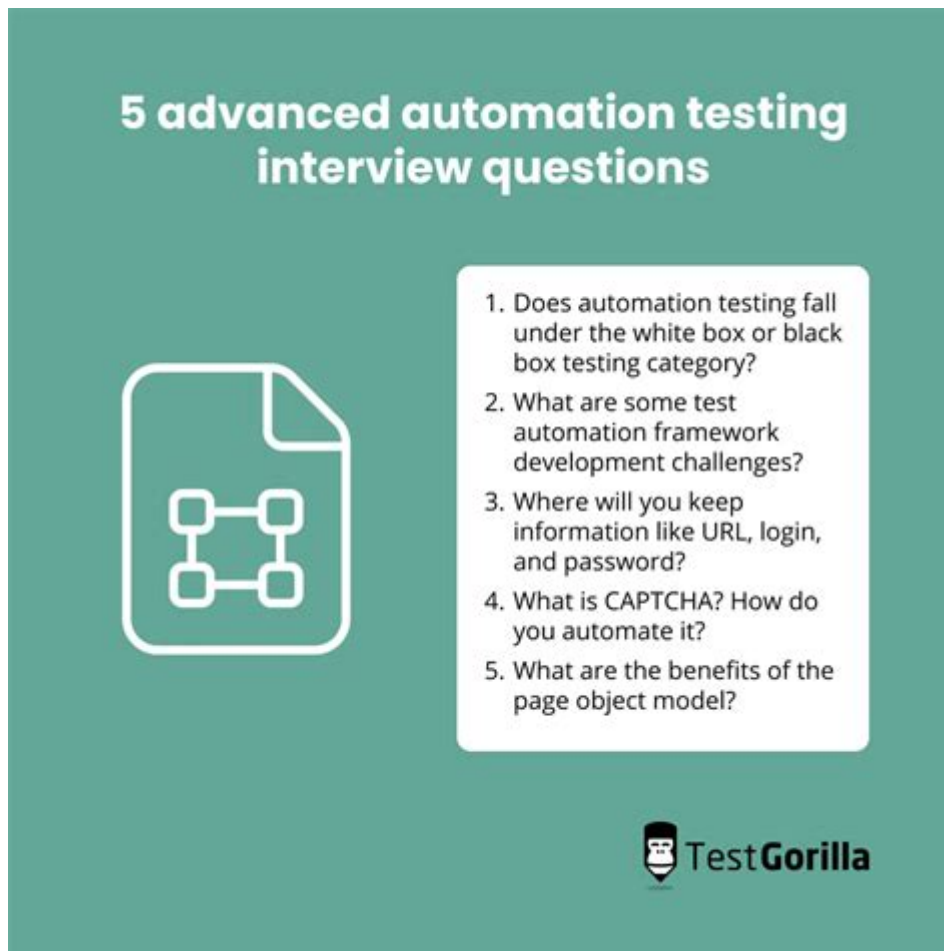 5 advanced automation testing
interview questions
1. Does automation testing fall
under the white box or black
box testing category?
2. What are some test
automation framework
development challenges?
3. Where will you keep
information like URL, login,
and password?
4. What is CAPTCHA? How do
you automate it?
5. What are the benefits of the
page object model?
TestGorilla